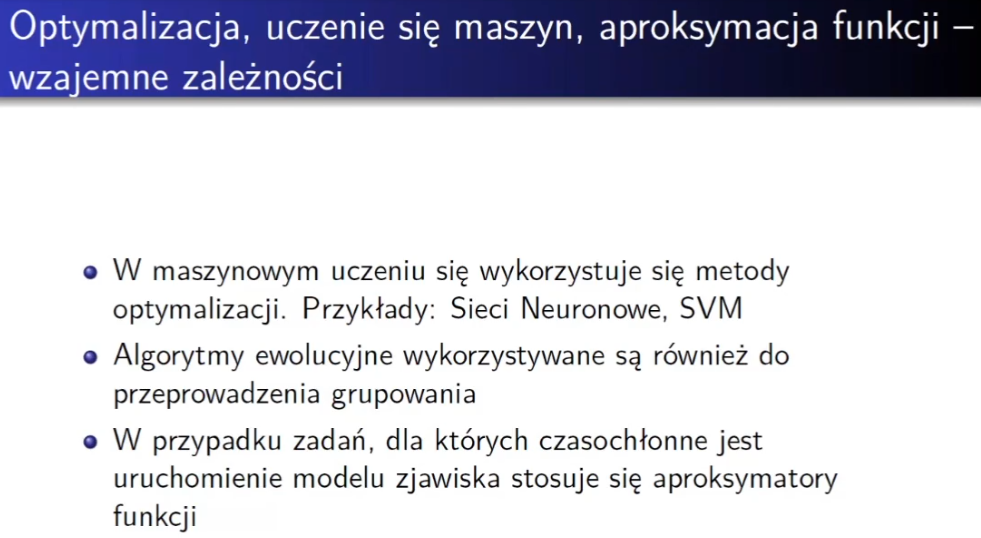 Optymalizacja, uczenie się maszyn, aproksymacja funkcji –
wzajemne zależności
W maszynowym uczeniu się wykorzystuje się metody
optymalizacji. Przykłady: Sieci Neuronowe, SVM
Algorytmy ewolucyjne wykorzystywane są również do
przeprowadzenia grupowania
W przypadku zadań, dla których czasochłonne jest
uruchomienie modelu zjawiska stosuje się aproksymatory
funkcji